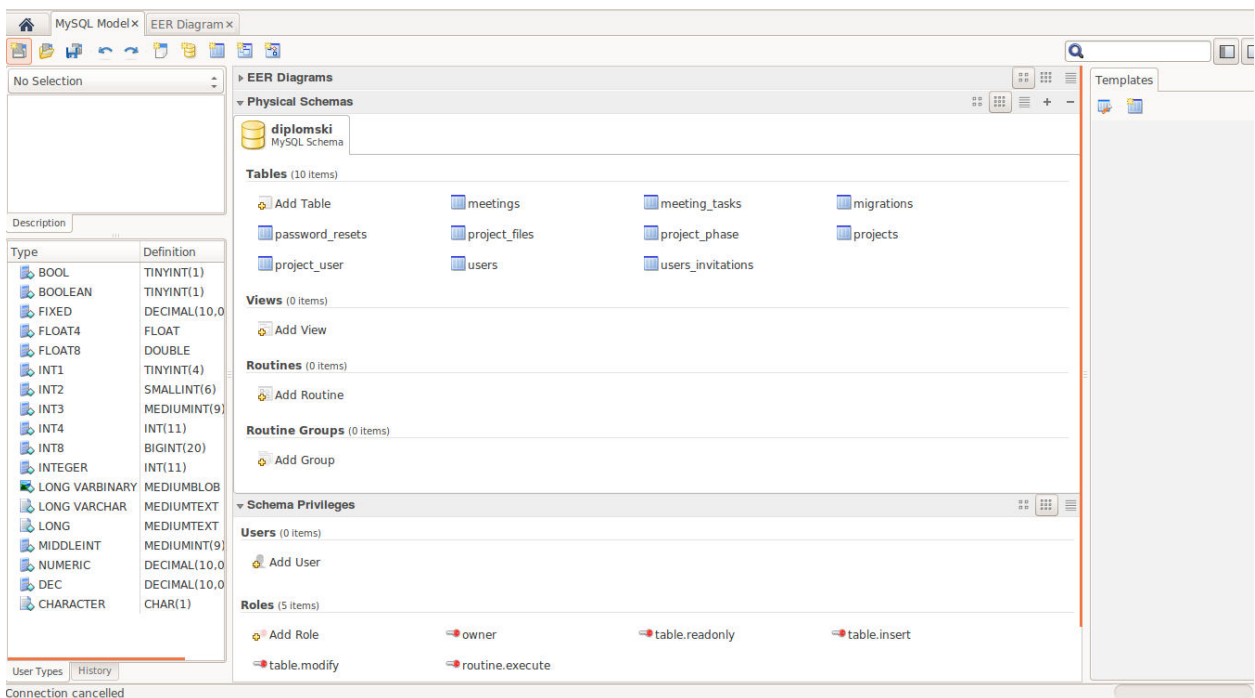 MySQL Model× EER Diagram×
No Selection
Description
Type Definition
BOOL TINYINT(1)
BOOLEAN TINYINT(1)
FIXED DECIMAL(10,0
FLOAT4 FLOAT
FLOAT8 DOUBLE
INT1 TINYINT(4)
INT2 SMALLINT(6)
INT3 MEDIUMINT(9)
INT4 INT(11)
INT8 BIGINT(20)
INTEGER INT(11)
LONG VARBINARY MEDIUMBLOB
LONG VARCHAR MEDIUMTEXT
LONG MEDIUMTEXT
MIDDLEINT MEDIUMINT(9)
NUMERIC DECIMAL(10,0
DEC DECIMAL(10,0
CHARACTER CHAR(1)
User Types History
EER Diagrams
Physical Schemas
diplomski
MySQL Schema
Tables (10 items)
Add Table meetings meeting_tasks migrations
password_resets project_files project_phase projects
project_user users users_invitations
Views (0 items)
Add View
Routines (0 items)
Add Routine
Routine Groups (0 items)
Add Group
Schema Privileges
Users (0 items)
Add User
Roles (5 items)
Add Role owner table.readonly table.insert
table.modify routine.execute
Templates
Connection cancelled